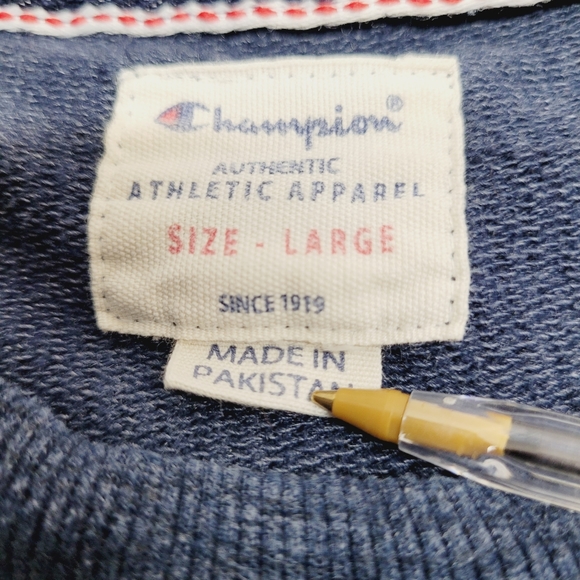 Champion®
AUTHENTIC
ATHLETIC APPAREL
SIZE - LARGE
SINCE 1919
MADE IN
PAKISTAN